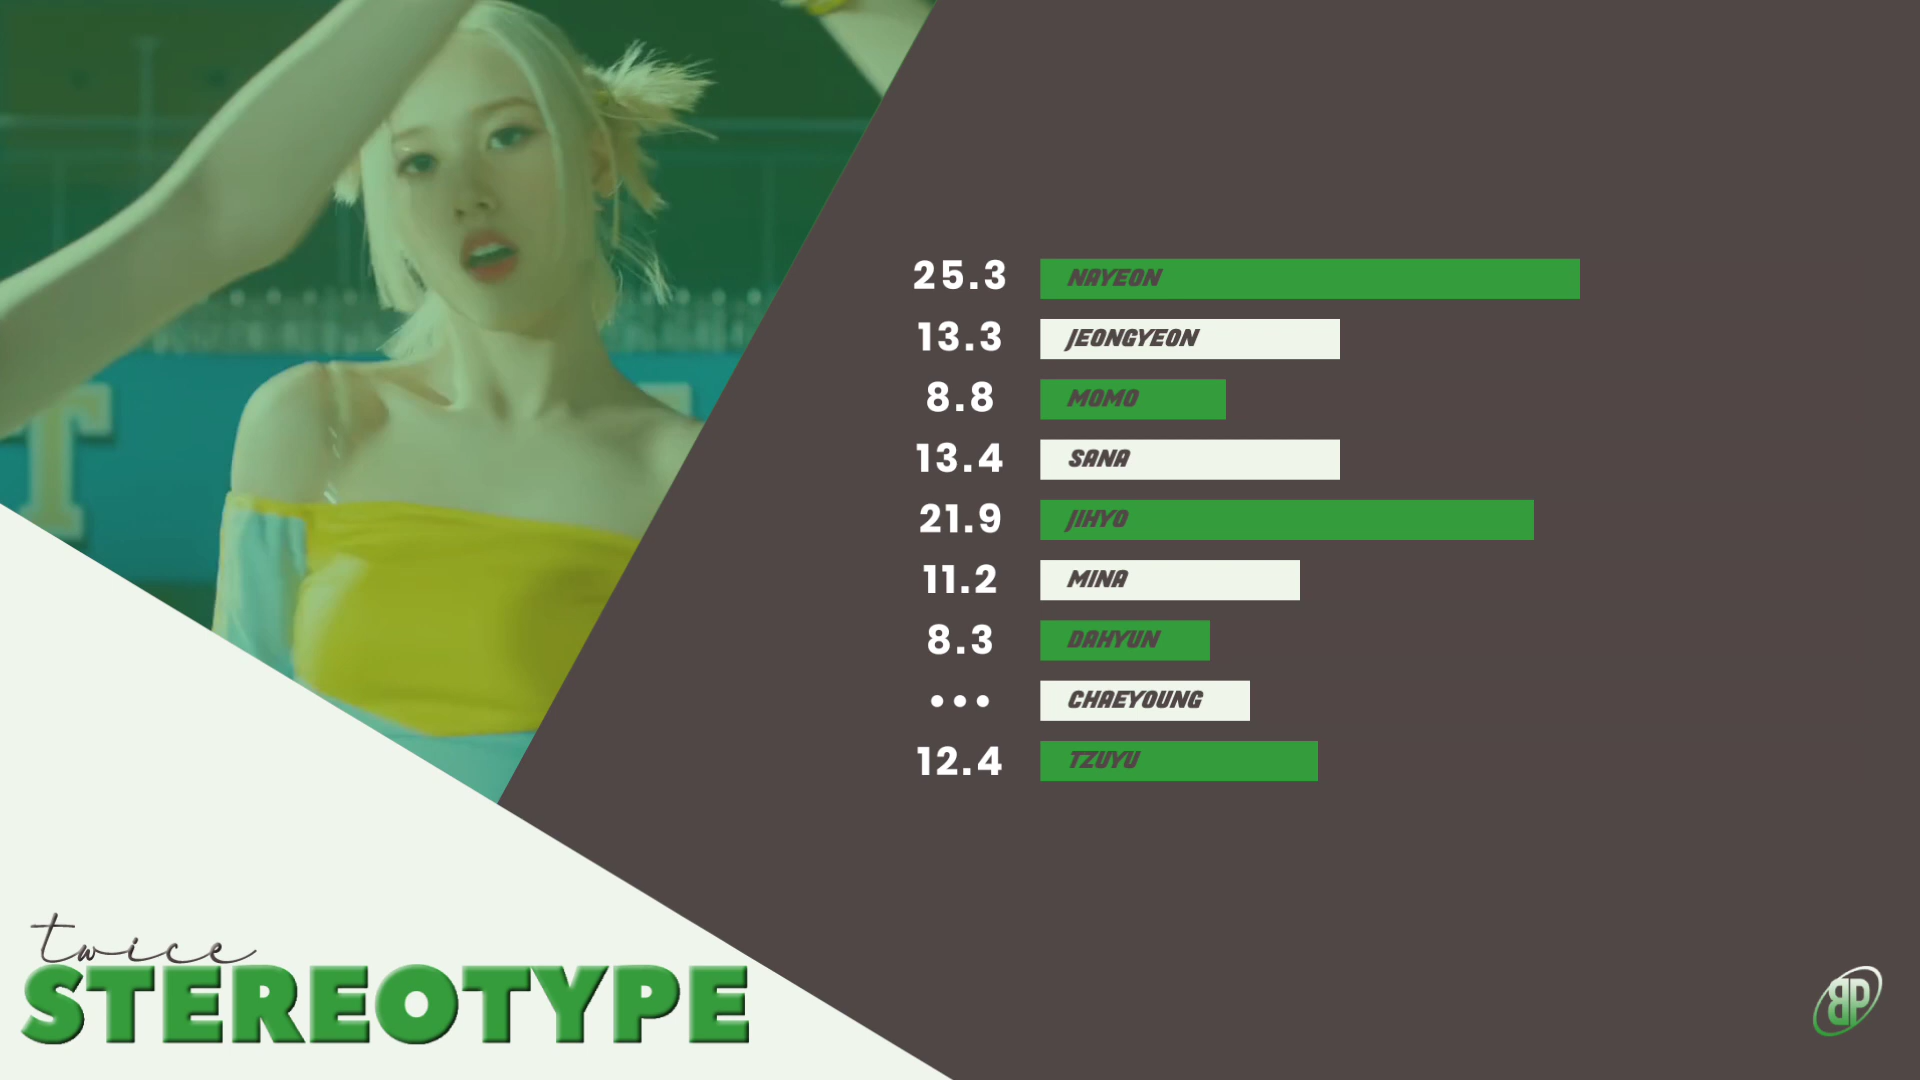 25.3 NAYEON
13.3 JEONGYEON
8.8 MOMO
13.4 SANA
21.9 JIHYO
11.2 MINA
8.3 DAHYUN
••• CHAEYOUNG
12.4 TZUYU
twice
STEREOTYPE
BP
T